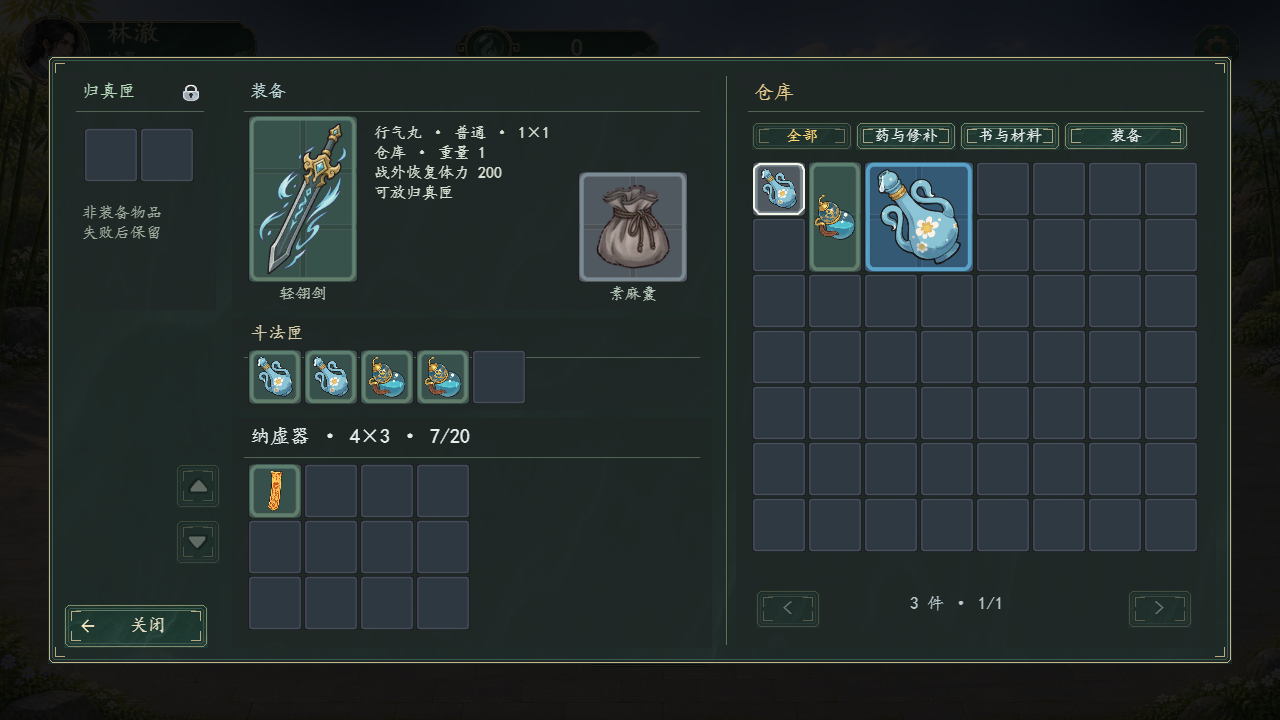 林澈
0
归真匣
非装备物品
失败后保留
装备
行气丸 • 普通 • 1×1
仓库 • 重量 1
战外恢复体力 200
可放归真匣
轻翎剑
素麻囊
斗法匣
纳虚器 • 4×3 • 7/20
关闭
仓库
全部
药与修补
书与材料
装备
3 件 • 1/1